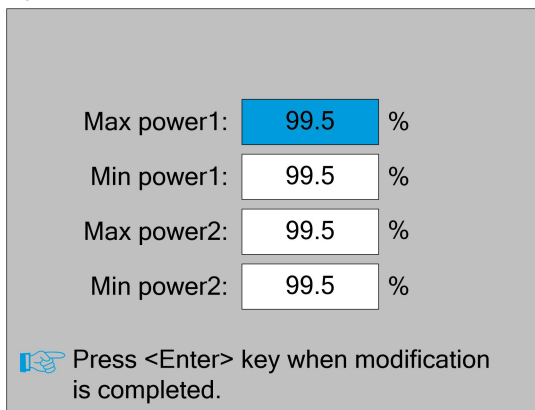 Max power1: 99.5 %
Min power1: 99.5 %
Max power2: 99.5 %
Min power2: 99.5 %
Press <Enter> key when modification
is completed.